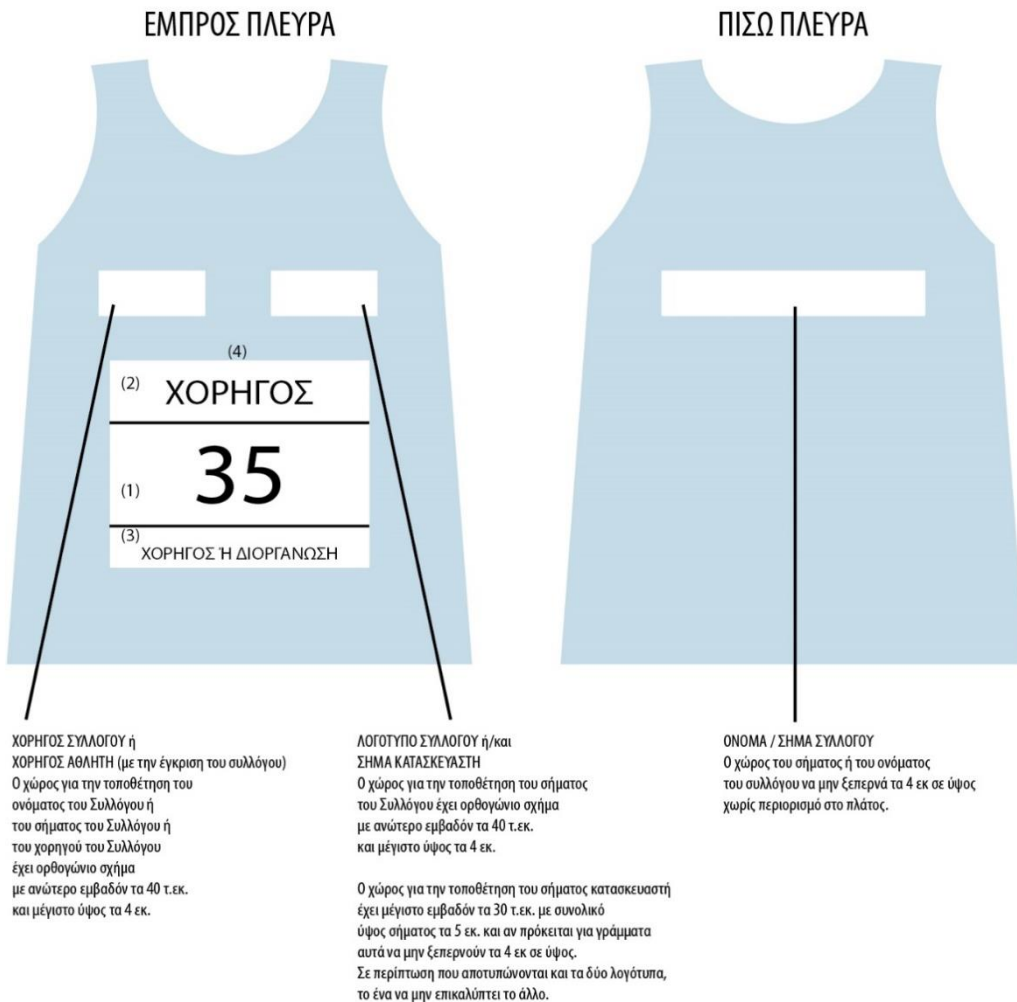 ΕΜΠΡΟΣ ΠΛΕΥΡΑ
ΠΙΣΩ ΠΛΕΥΡΑ
(4)
(2) ΧΟΡΗΓΟΣ
(1) 35
(3)
ΧΟΡΗΓΟΣ Ή ΔΙΟΡΓΑΝΩΣΗ
ΧΟΡΗΓΟΣ ΣΥΛΛΟΓΟΥ ή
ΧΟΡΗΓΟΣ ΑΘΛΗΤΗ (με την έγκριση του συλλόγου)
Ο χώρος για την τοποθέτηση του
ονόματος του Συλλόγου ή
του σήματος του Συλλόγου ή
του χορηγού του Συλλόγου
έχει ορθογώνιο σχήμα
με ανώτερο εμβαδόν τα 40 τ.εκ.
και μέγιστο ύψος τα 4 εκ.
ΛΟΓΟΤΥΠΟ ΣΥΛΛΟΓΟΥ ή/και
ΣΗΜΑ ΚΑΤΑΣΚΕΥΑΣΤΗ
Ο χώρος για την τοποθέτηση του σήματος
του Συλλόγου έχει ορθογώνιο σχήμα
με ανώτερο εμβαδόν τα 40 τ.εκ.
και μέγιστο ύψος τα 4 εκ.
Ο χώρος για την τοποθέτηση του σήματος κατασκευαστή
έχει μέγιστο εμβαδόν τα 30 τ.εκ. με συνολικό
ύψος σήματος τα 5 εκ. και αν πρόκειται για γράμματα
αυτά να μην ξεπερνούν τα 4 εκ σε ύψος.
Σε περίπτωση που αποτυπώνονται και τα δύο λογότυπα,
το ένα να μην επικαλύπτει το άλλο.
ΟΝΟΜΑ / ΣΗΜΑ ΣΥΛΛΟΓΟΥ
Ο χώρος του σήματος ή του ονόματος
του συλλόγου να μην ξεπερνά τα 4 εκ σε ύψος
χωρίς περιορισμό στο πλάτος.